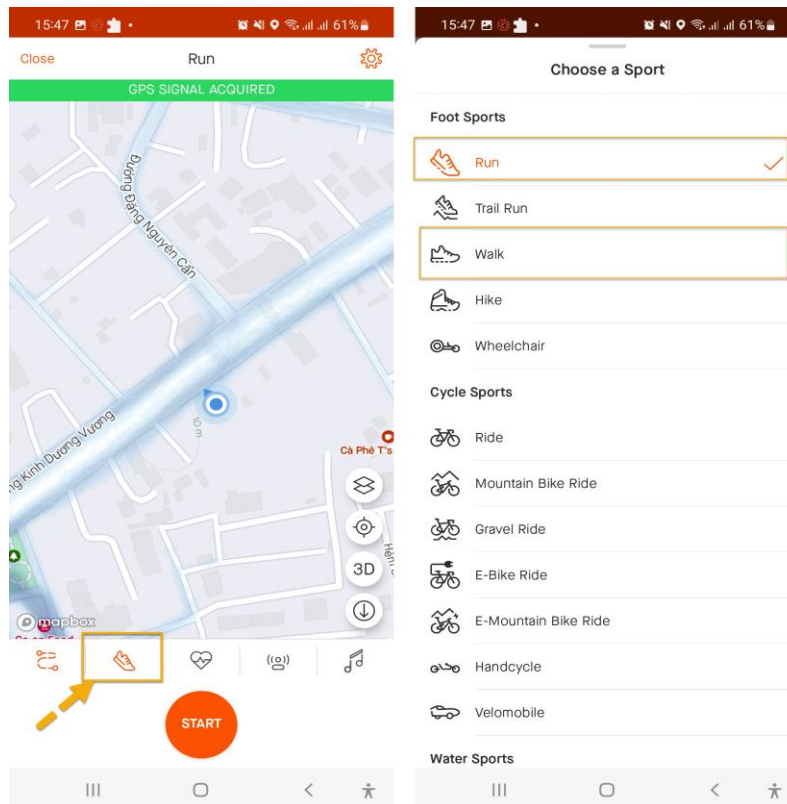 15:47
61%
Close
Run
GPS SIGNAL ACQUIRED
Đường Đặng Nguyên Cẩn
ng Kinh Dương Vương
10 m
Cà Phê T's
Hẻm
3D
mapbox
START
15:47
61%
Choose a Sport
Foot Sports
Run
Trail Run
Walk
Hike
Wheelchair
Cycle Sports
Ride
Mountain Bike Ride
Gravel Ride
E-Bike Ride
E-Mountain Bike Ride
Handcycle
Velomobile
Water Sports